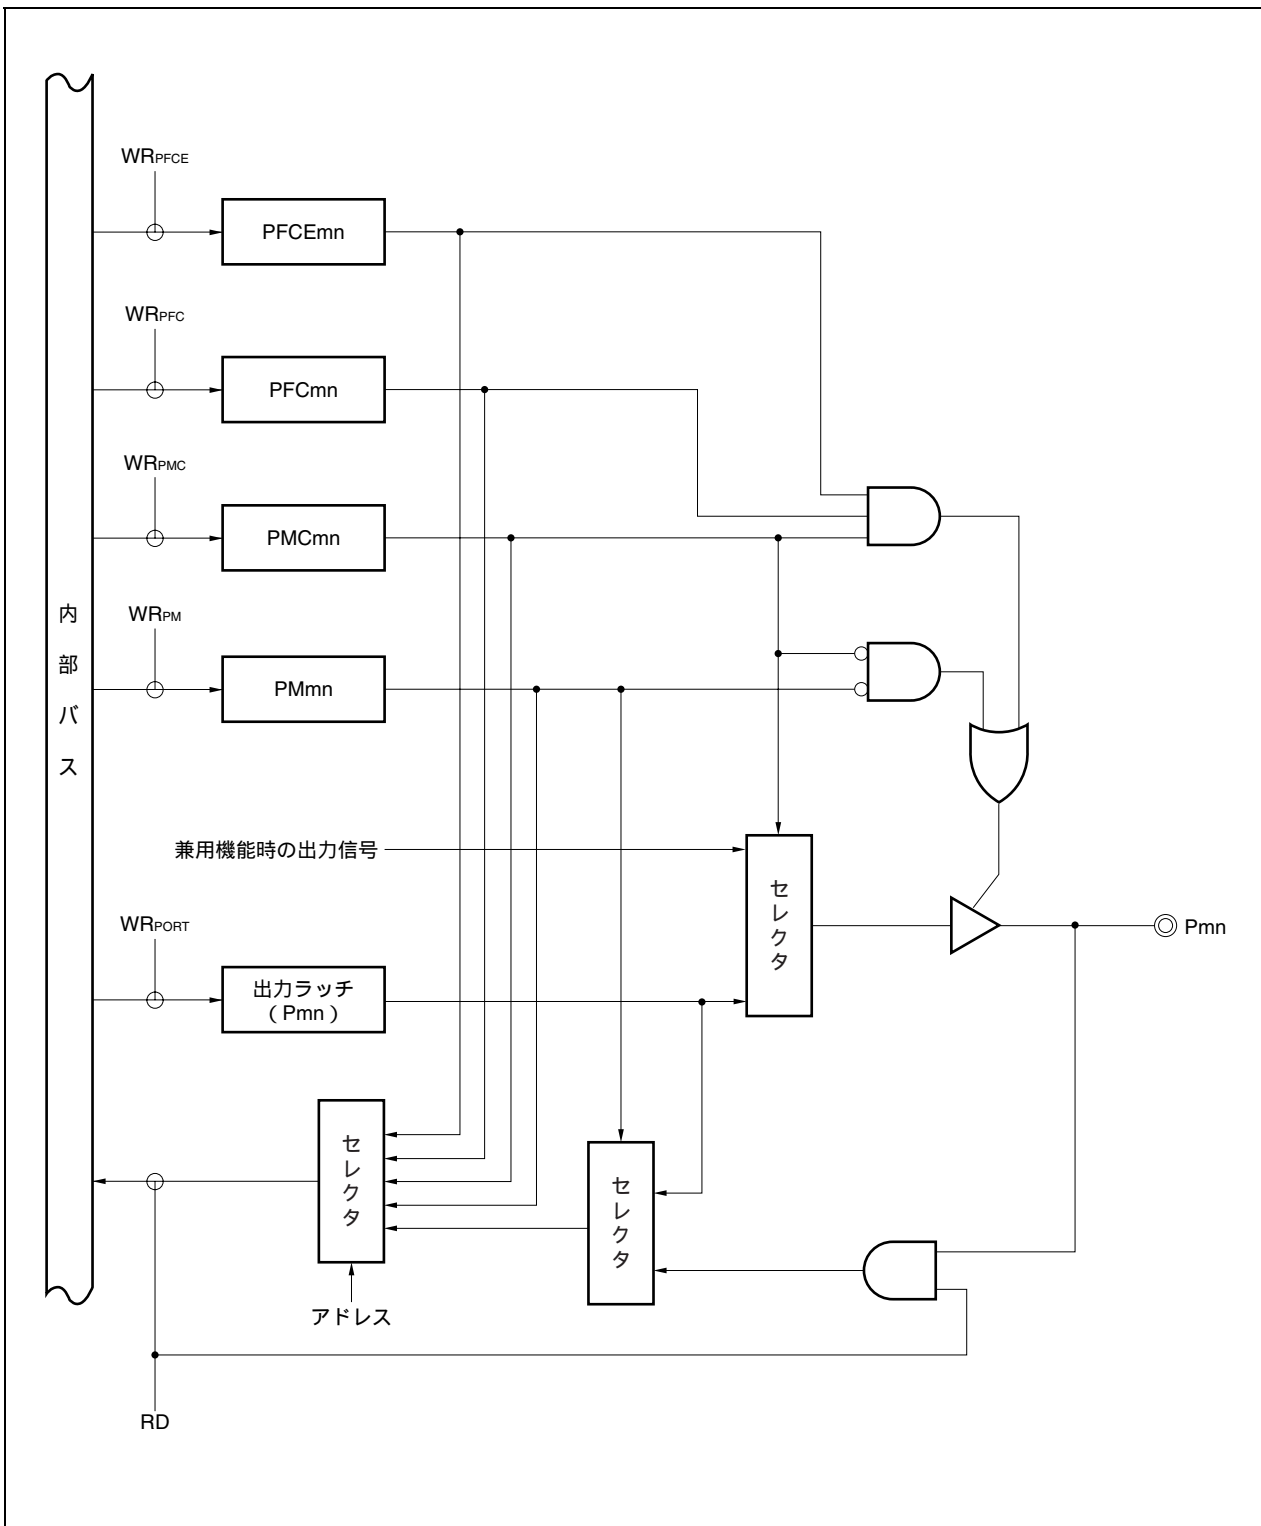 WRPFCE
PFCEmn
WRPFC
PFCmn
WRPMC
PMCmn
WRPM
PMmn
内部バス
兼用機能時の出力信号
セレクタ
Pmn
WRPORT
出力ラッチ
（Pmn）
セレクタ
セレクタ
アドレス
RD